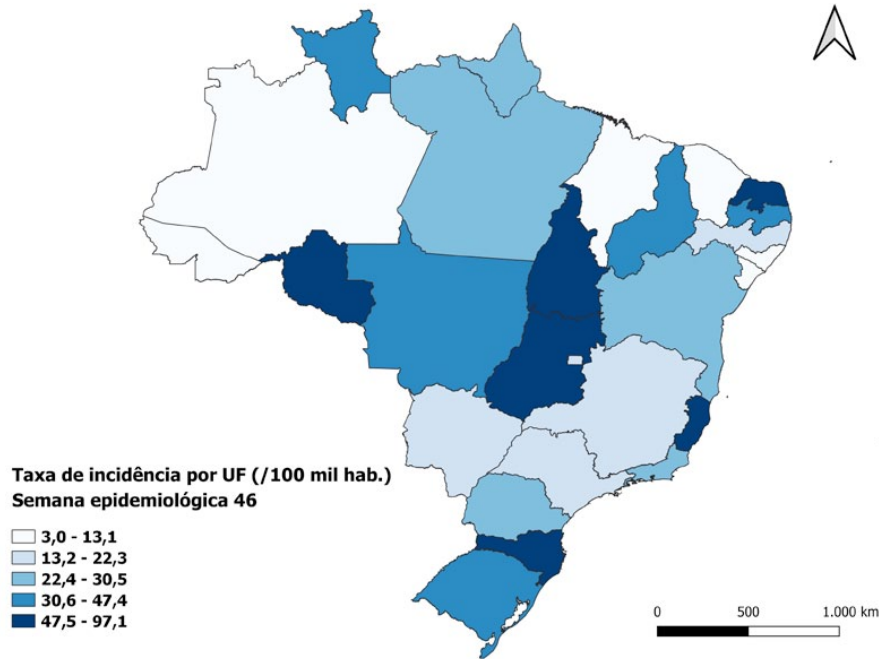 Taxa de incidência por UF (/100 mil hab.)
Semana epidemiológica 46
3,0 - 13,1
13,2 - 22,3
22,4 - 30,5
30,6 - 47,4
47,5 - 97,1
0 500 1.000 km